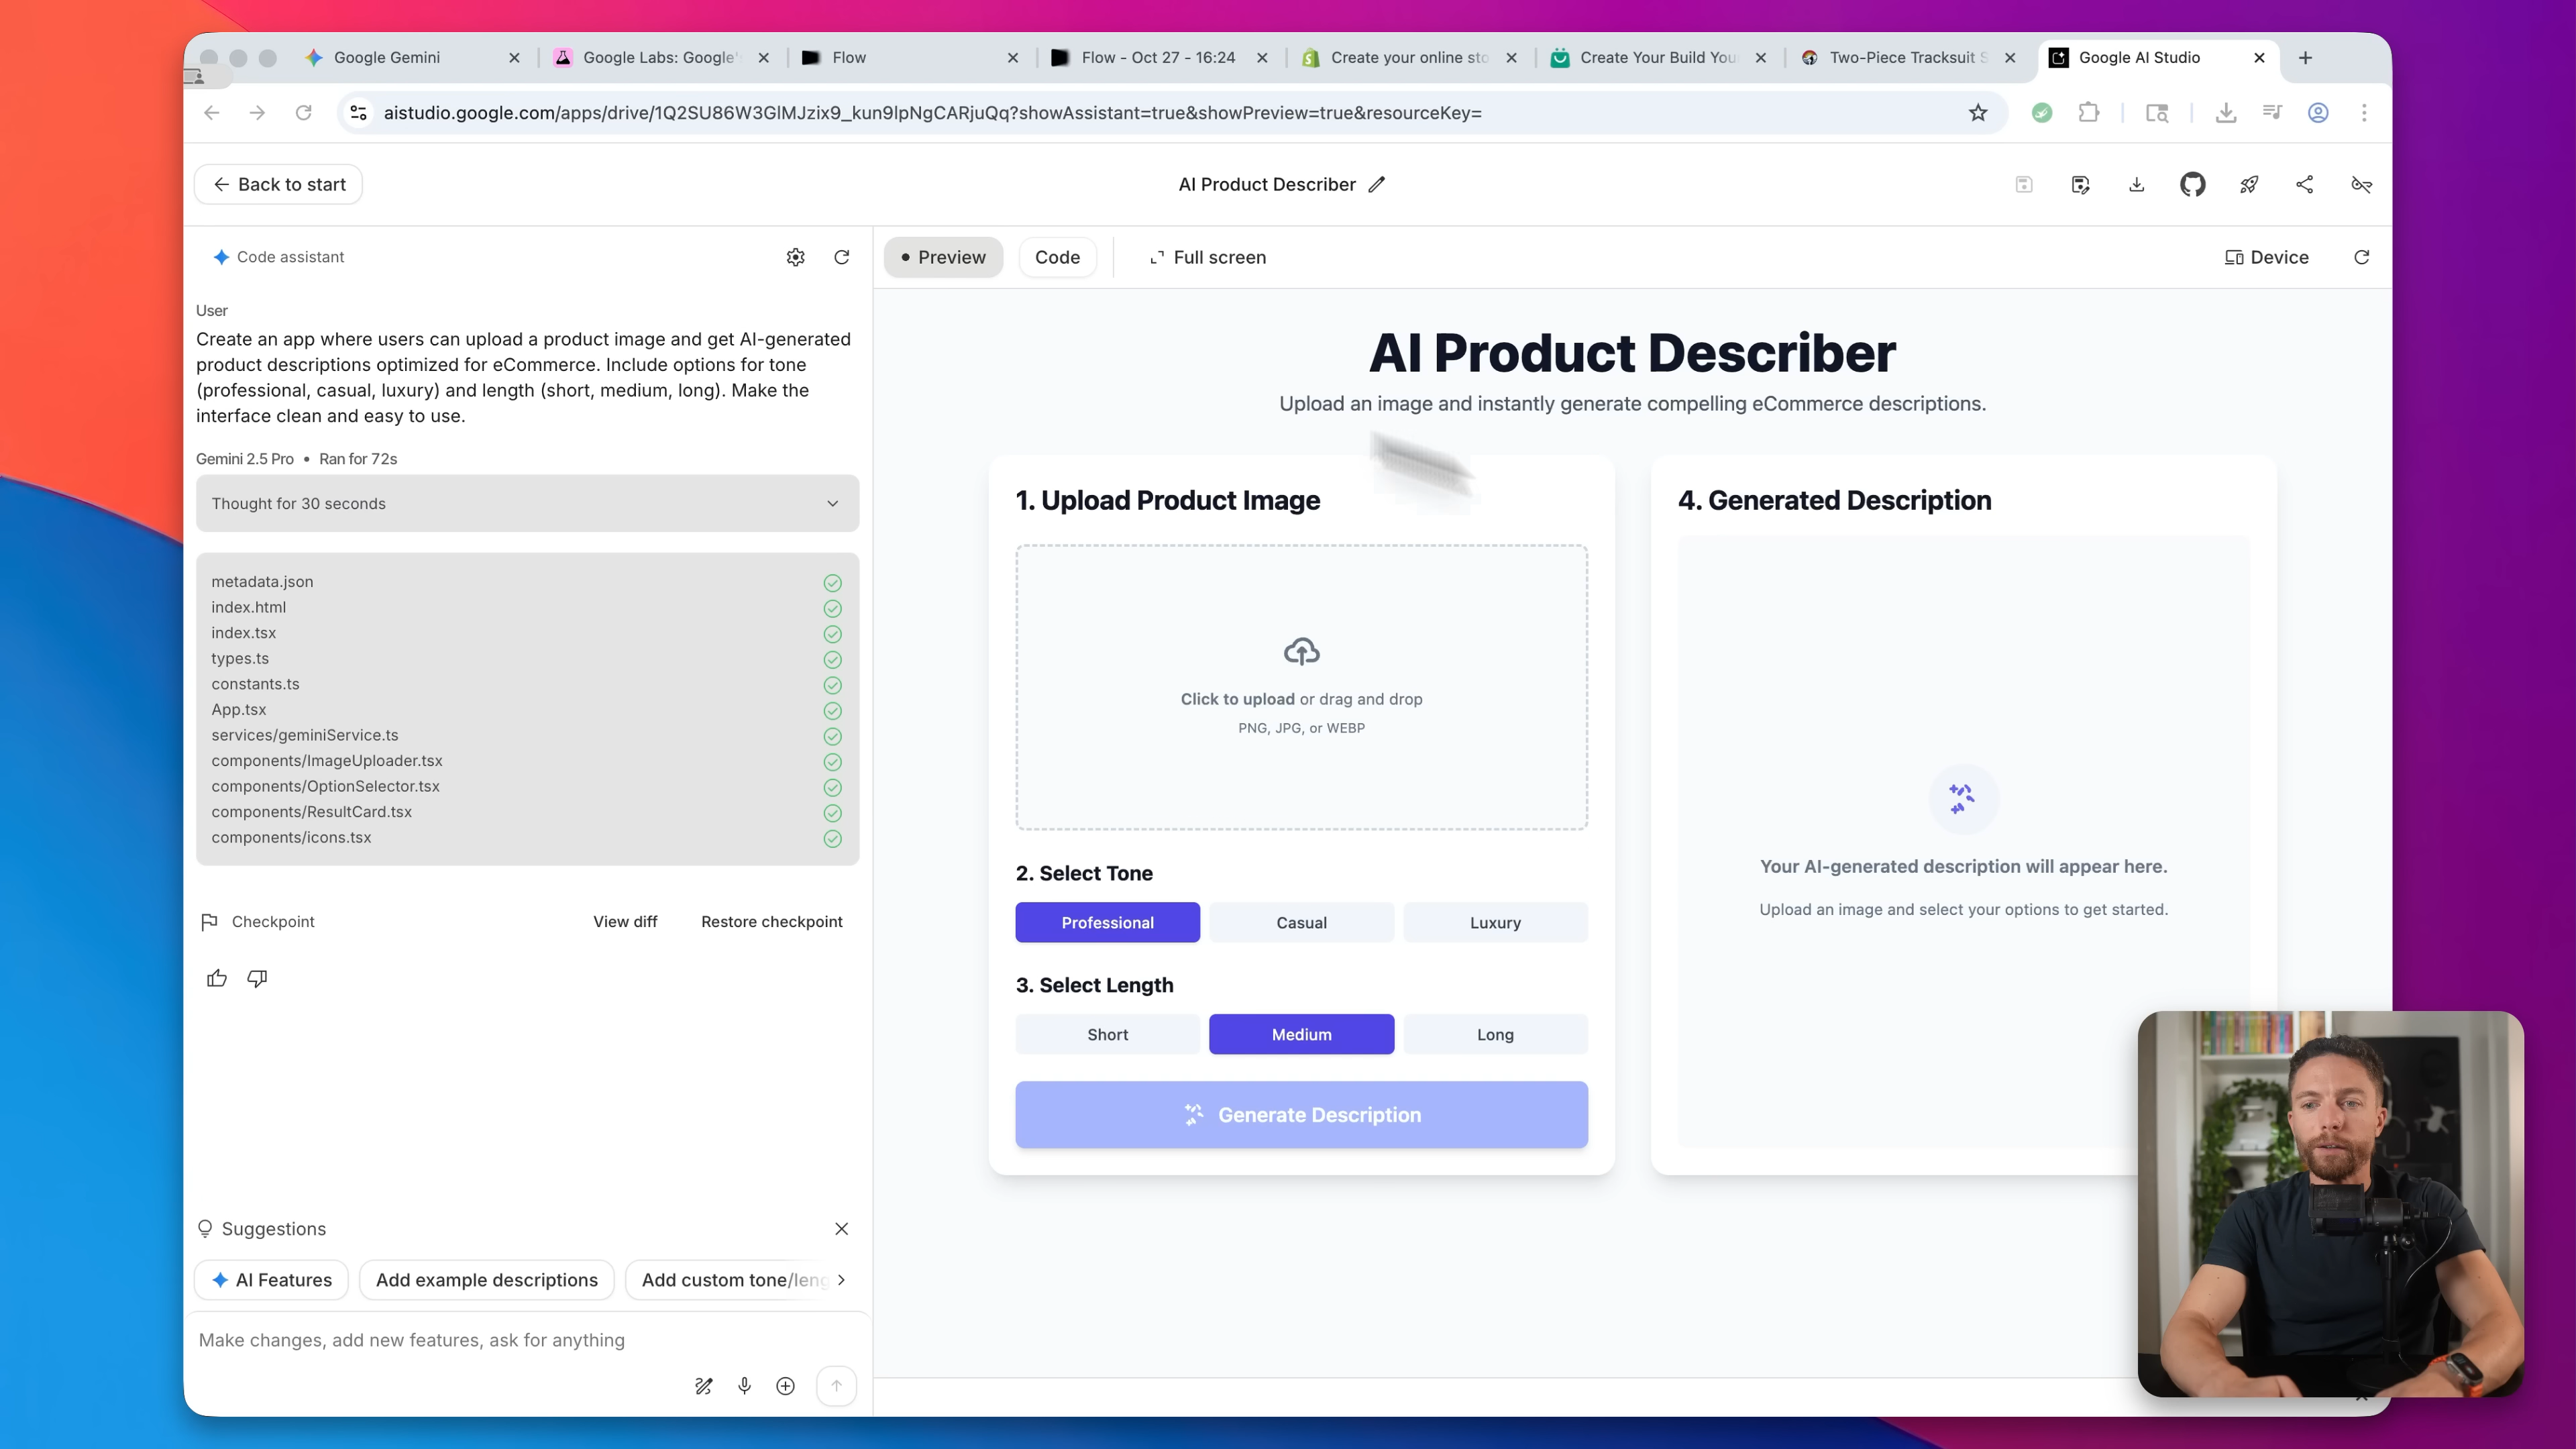 Google Gemini
Google Labs: Google'
Flow
Flow - Oct 27 - 16:24
Create your online sto
Create Your Build You
Two-Piece Tracksuit S
Google AI Studio
aistudio.google.com/apps/drive/1Q2SU86W3GlMJzix9_kun9lpNgCARjuQq?showAssistant=true&showPreview=true&resourceKey=
Back to start
AI Product Describer
Code assistant
Preview
Code
Full screen
Device
User
Create an app where users can upload a product image and get AI-generated
product descriptions optimized for eCommerce. Include options for tone
(professional, casual, luxury) and length (short, medium, long). Make the
interface clean and easy to use.
Gemini 2.5 Pro • Ran for 72s
Thought for 30 seconds
metadata.json
index.html
index.tsx
types.ts
constants.ts
App.tsx
services/geminiService.ts
components/ImageUploader.tsx
components/OptionSelector.tsx
components/ResultCard.tsx
components/icons.tsx
Checkpoint
View diff
Restore checkpoint
Suggestions
AI Features
Add example descriptions
Add custom tone/leng
Make changes, add new features, ask for anything
AI Product Describer
Upload an image and instantly generate compelling eCommerce descriptions.
1. Upload Product Image
Click to upload or drag and drop
PNG, JPG, or WEBP
2. Select Tone
Professional
Casual
Luxury
3. Select Length
Short
Medium
Long
Generate Description
4. Generated Description
Your AI-generated description will appear here.
Upload an image and select your options to get started.